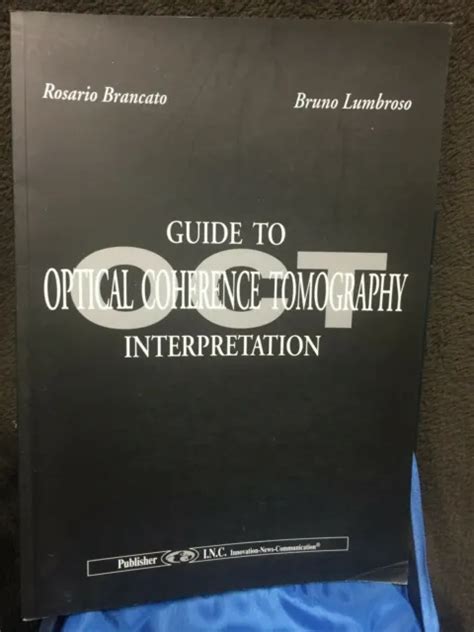 Rosario Brancato
Bruno Lumbroso
GUIDE TO
OCT
OPTICAL COHERENCE TOMOGRAPHY
INTERPRETATION
Publisher I.N.C. Innovation-News-Communication®